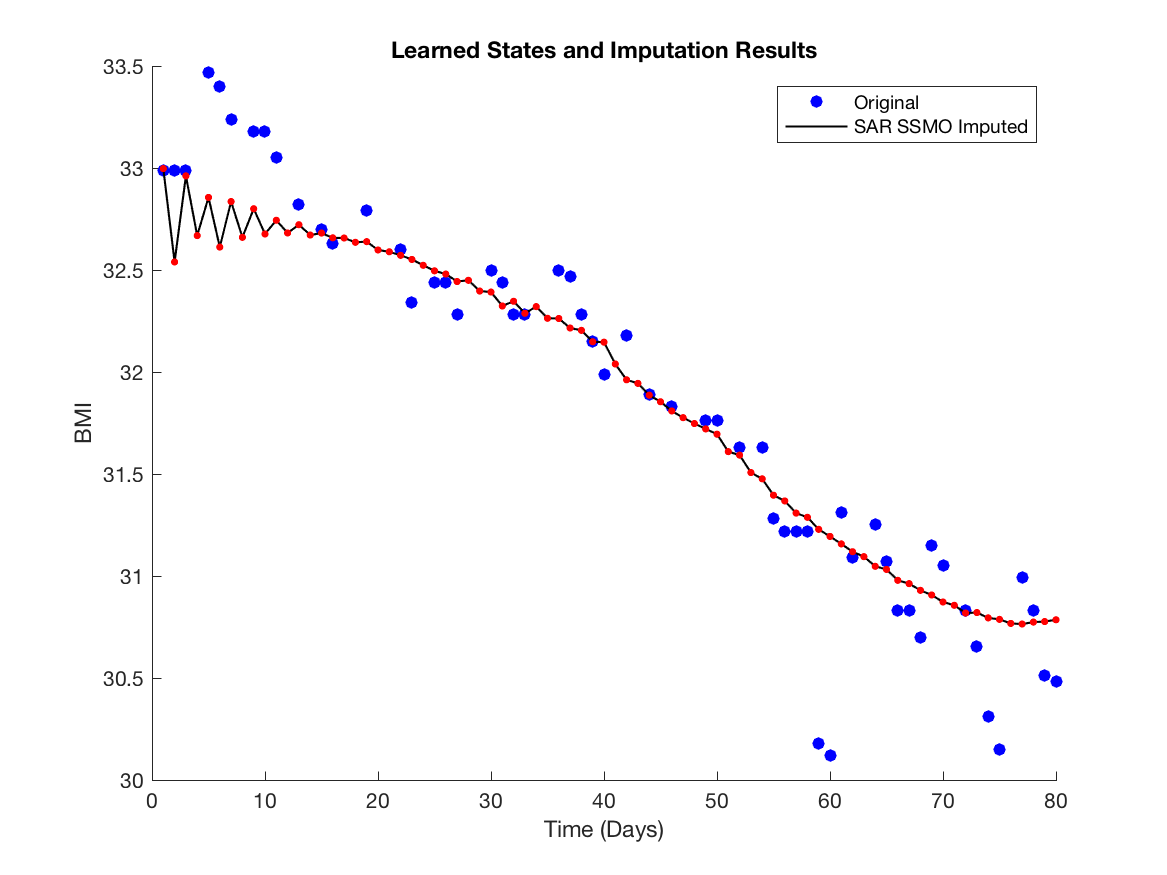 Learned States and Imputation Results
33.5
33
32.5
32
31.5
31
30.5
30
BMI
Original
SAR SSMO Imputed
0 10 20 30 40 50 60 70 80
Time (Days)